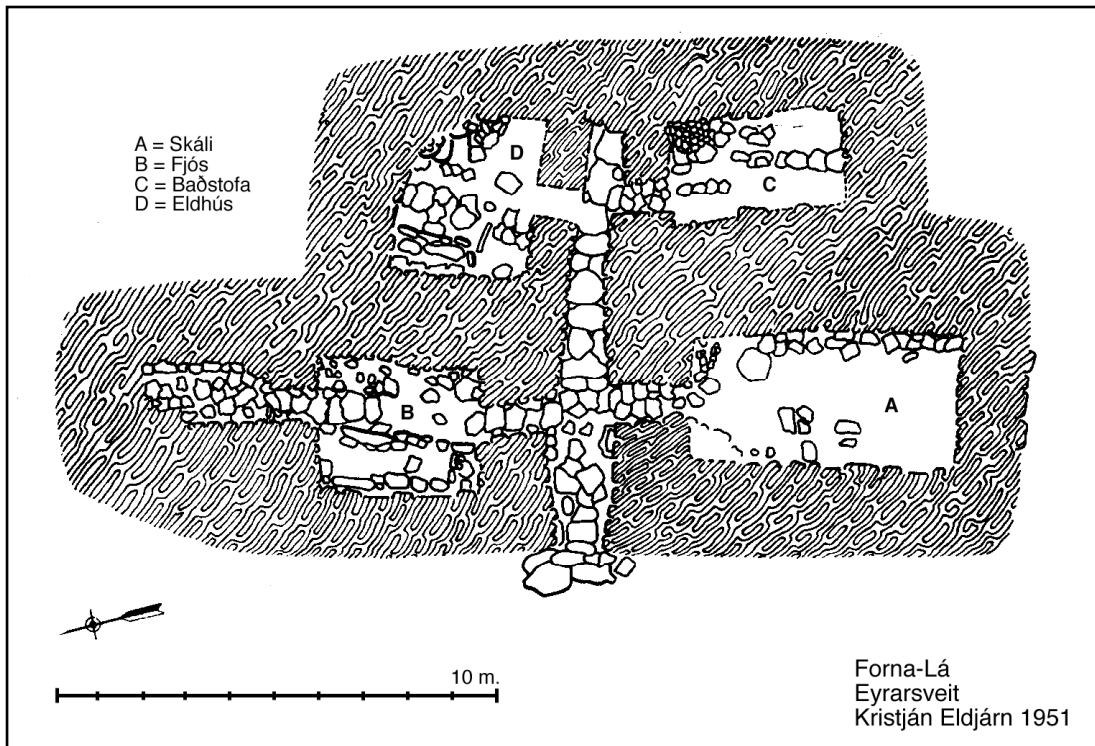 A = Skáli
B = Fjós
C = Baðstofa
D = Eldhús
D
C
B
A
10 m.
Forna-Lá
Eyrarsveit
Kristján Eldjárn 1951